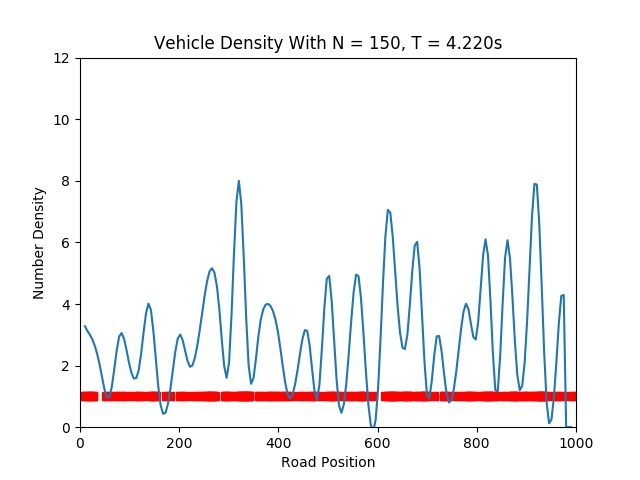 Vehicle Density With N = 150, T = 4.220s
12
10
8
6
4
2
0
Number Density
0 200 400 600 800 1000
Road Position